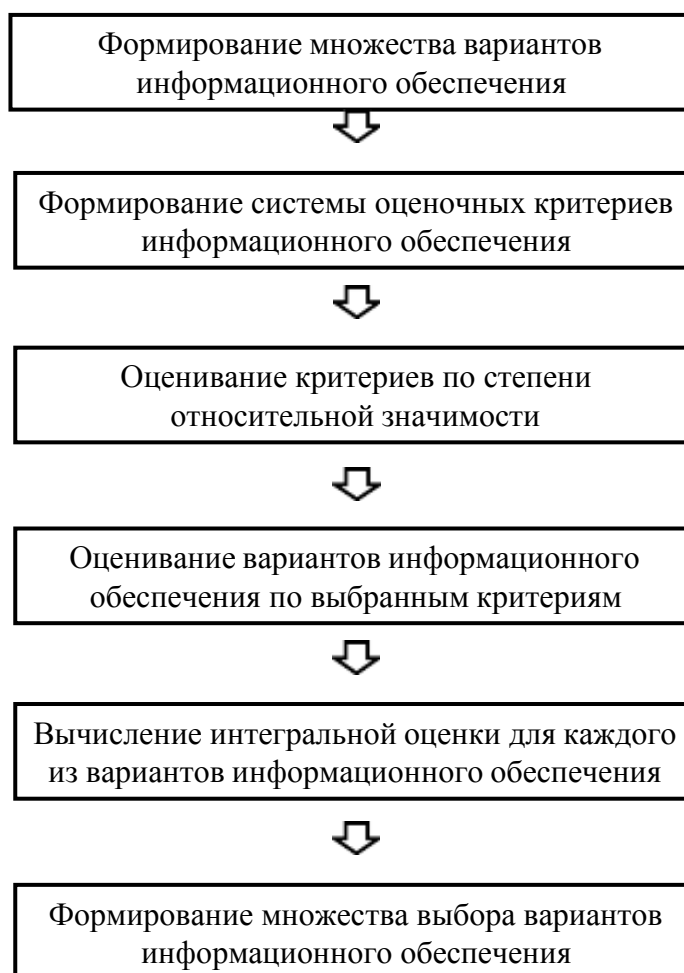 Формирование множества вариантов
информационного обеспечения
Формирование системы оценочных критериев
информационного обеспечения
Оценивание критериев по степени
относительной значимости
Оценивание вариантов информационного
обеспечения по выбранным критериям
Вычисление интегральной оценки для каждого
из вариантов информационного обеспечения
Формирование множества выбора вариантов
информационного обеспечения